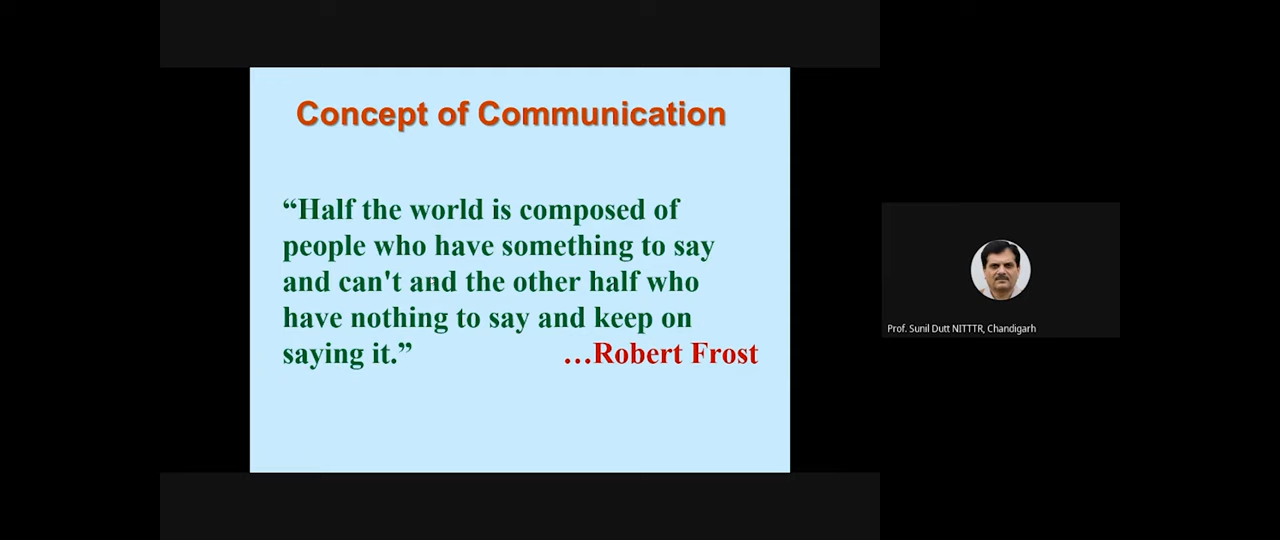 Concept of Communication
“Half the world is composed of
people who have something to say
and can't and the other half who
have nothing to say and keep on
saying it.” …Robert Frost
Prof. Sunil Dutt NITTTR, Chandigarh